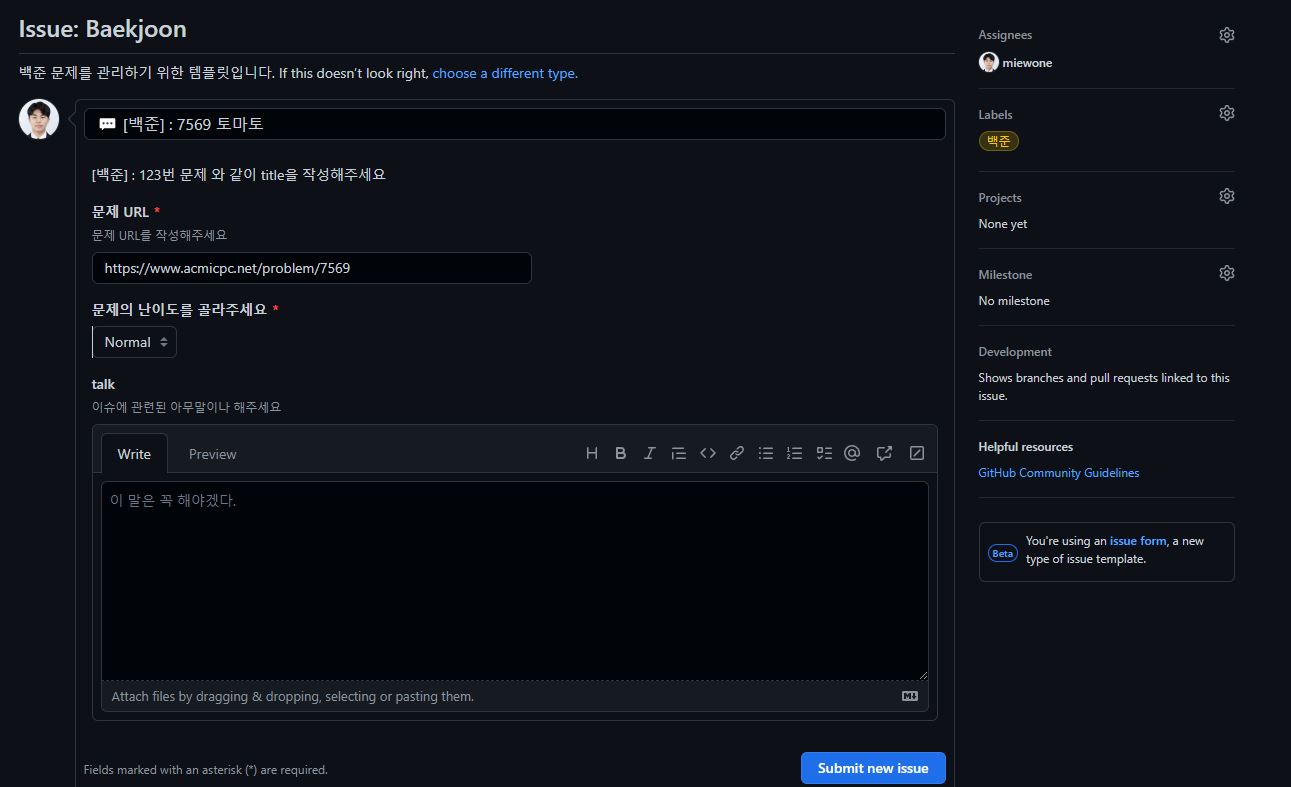 Issue: Baekjoon
백준 문제를 관리하기 위한 템플릿입니다. If this doesn’t look right, choose a different type.
💬 [백준] : 7569 토마토
[백준] : 123번 문제 와 같이 title을 작성해주세요
문제 URL *
문제 URL를 작성해주세요
https://www.acmicpc.net/problem/7569
문제의 난이도를 골라주세요 *
Normal
talk
이슈에 관련된 아무말이나 해주세요
Write Preview
이 말은 꼭 해야겠다.
Attach files by dragging & dropping, selecting or pasting them.
Fields marked with an asterisk (*) are required.
Submit new issue
Assignees
miewone
Labels
백준
Projects
None yet
Milestone
No milestone
Development
Shows branches and pull requests linked to this
issue.
Helpful resources
GitHub Community Guidelines
Beta
You're using an issue form, a new
type of issue template.